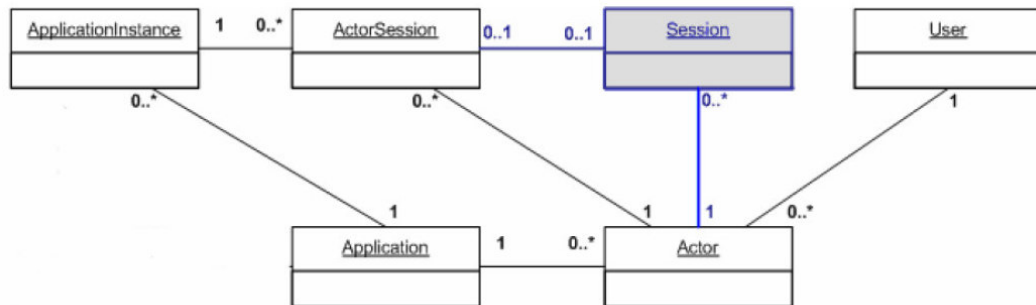 ApplicationInstance 1 0..* ActorSession 0..1 0..1 Session User
0..* 0..* 0..* 1
1 1 1 0..*
Application 1 0..* Actor